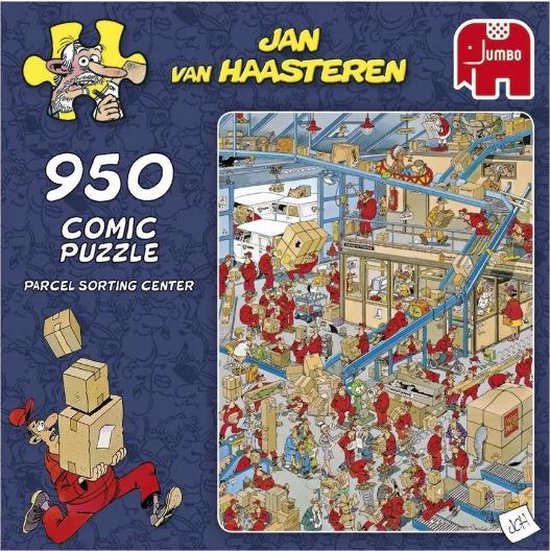 JAN
VAN HAASTEREN
JUMBO
950
COMIC
PUZZLE
PARCEL SORTING CENTER